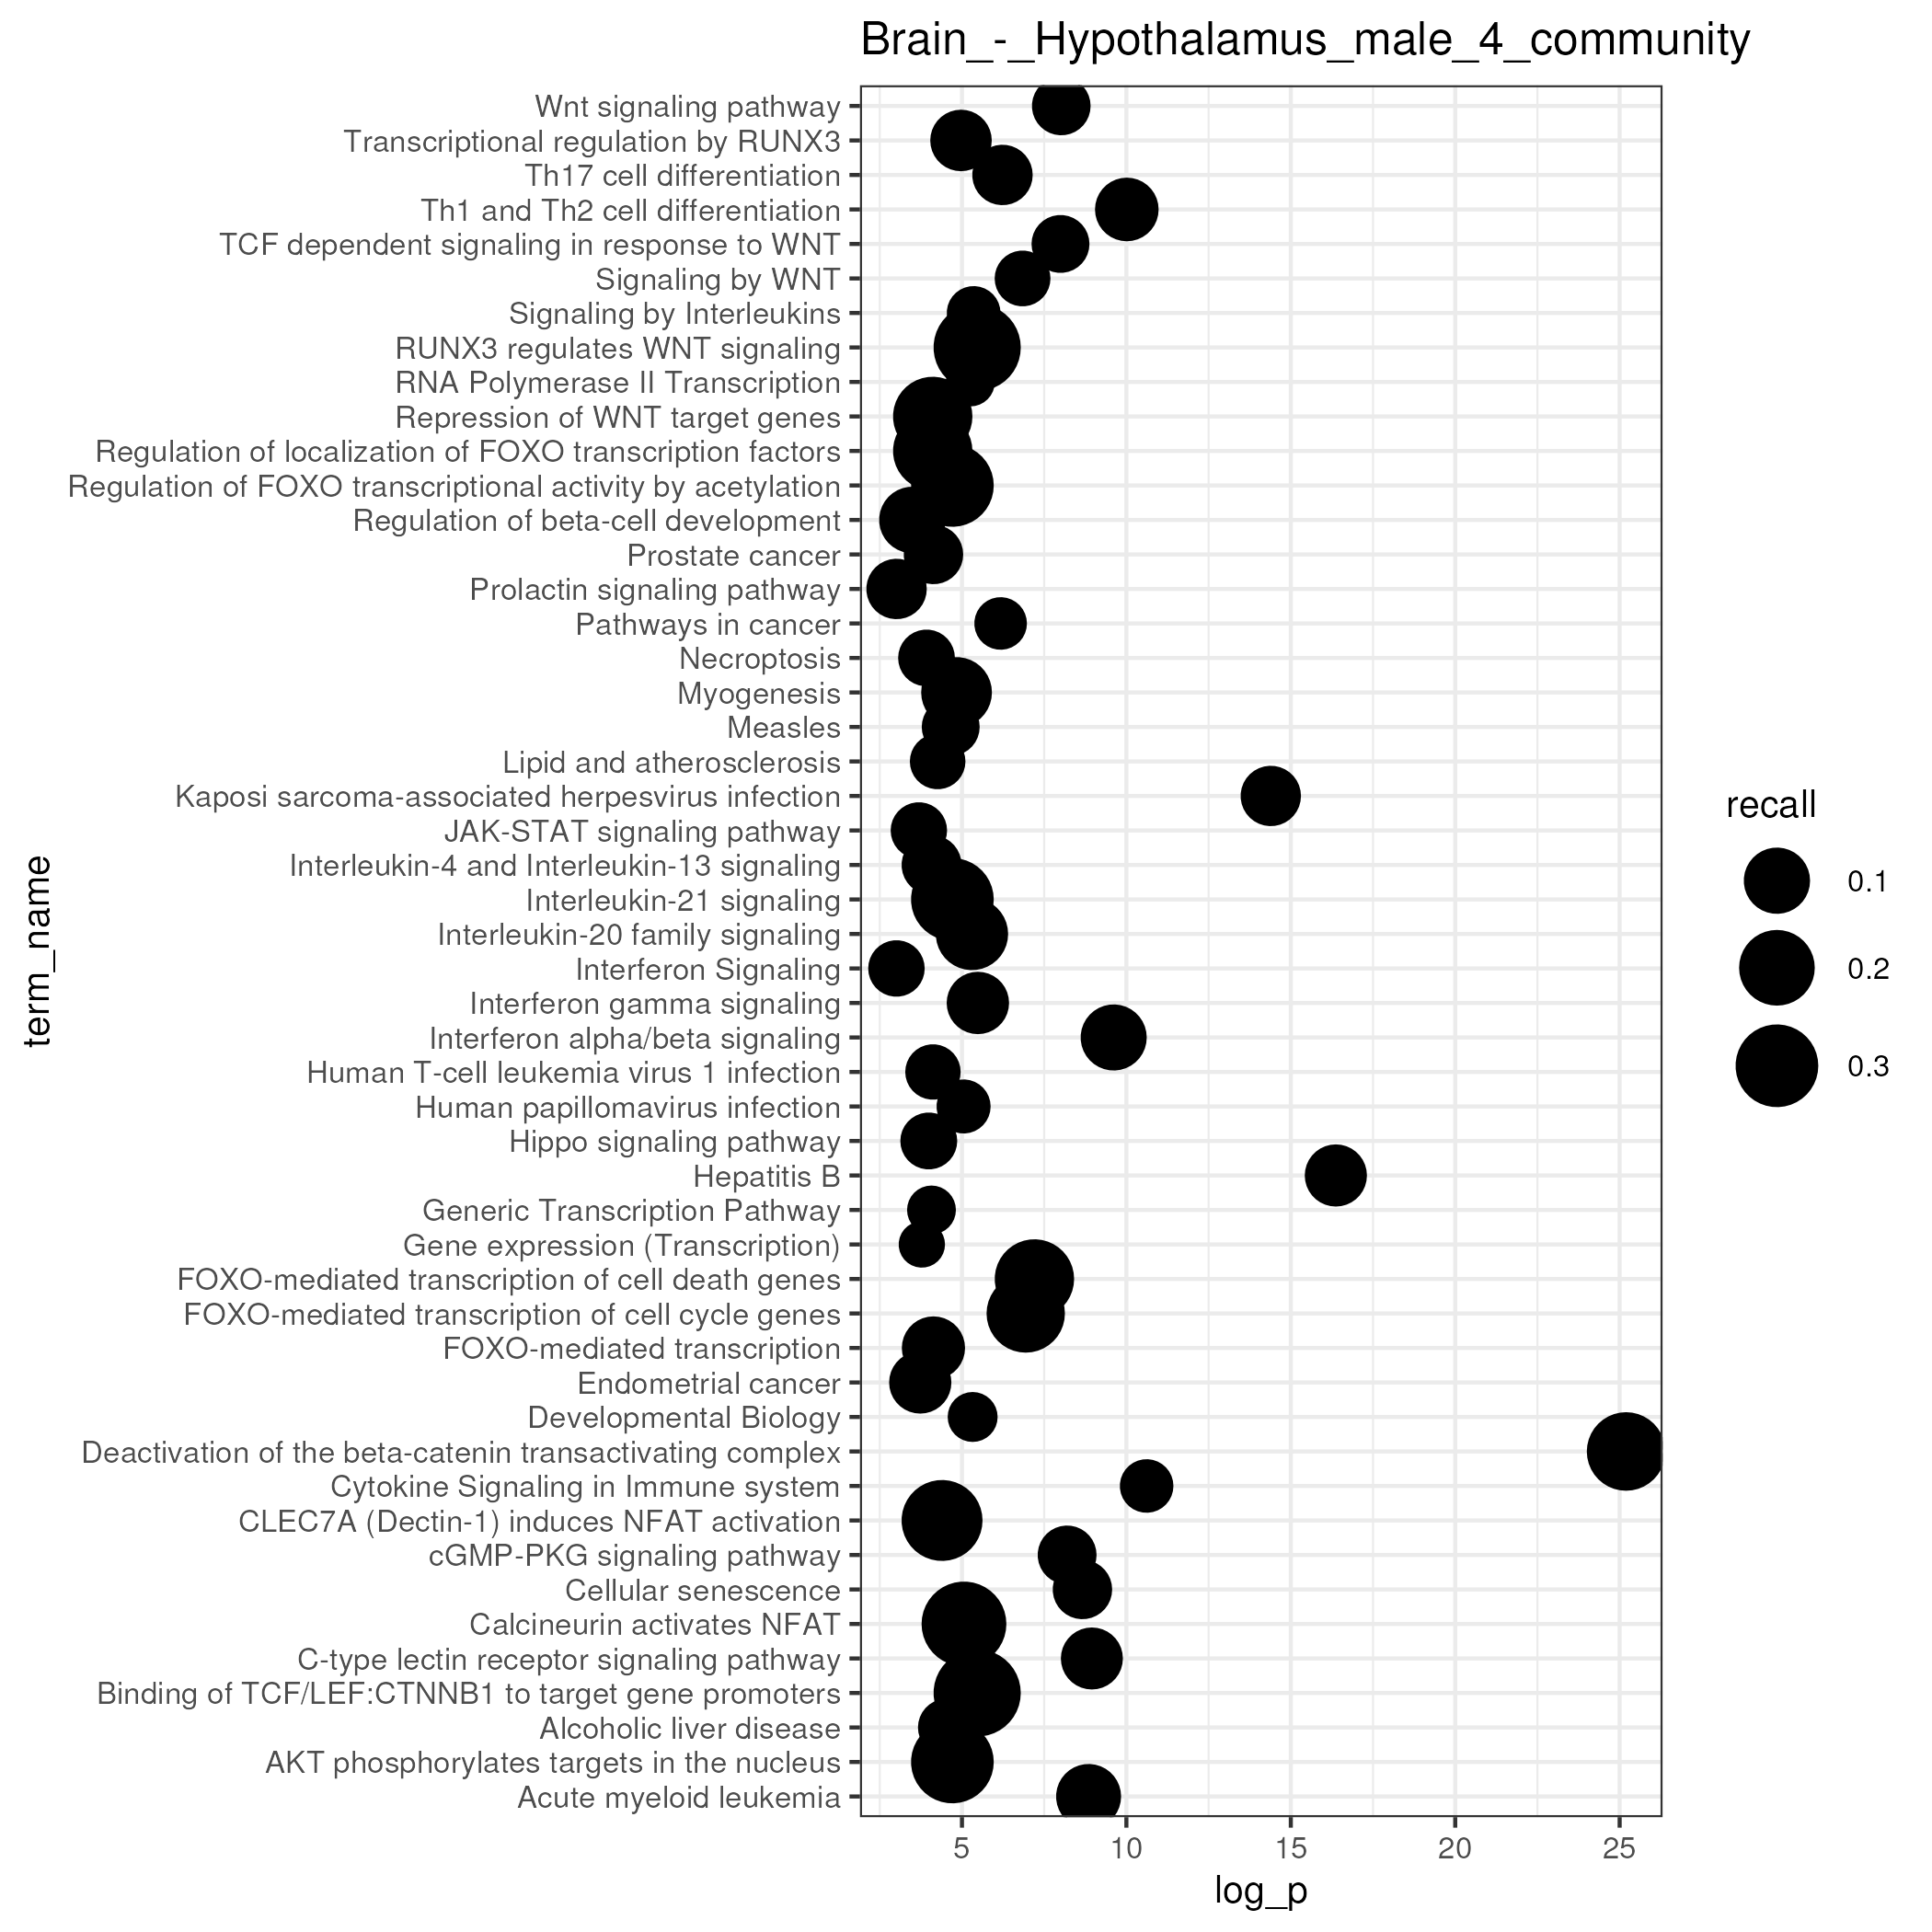 Brain_-_Hypothalamus_male_4_community
Wnt signaling pathway
Transcriptional regulation by RUNX3
Th17 cell differentiation
Th1 and Th2 cell differentiation
TCF dependent signaling in response to WNT
Signaling by WNT
Signaling by Interleukins
RUNX3 regulates WNT signaling
RNA Polymerase II Transcription
Repression of WNT target genes
Regulation of localization of FOXO transcription factors
Regulation of FOXO transcriptional activity by acetylation
Regulation of beta-cell development
Prostate cancer
Prolactin signaling pathway
Pathways in cancer
Necroptosis
Myogenesis
Measles
Lipid and atherosclerosis
Kaposi sarcoma-associated herpesvirus infection
JAK-STAT signaling pathway
Interleukin-4 and Interleukin-13 signaling
Interleukin-21 signaling
Interleukin-20 family signaling
Interferon Signaling
Interferon gamma signaling
Interferon alpha/beta signaling
Human T-cell leukemia virus 1 infection
Human papillomavirus infection
Hippo signaling pathway
Hepatitis B
Generic Transcription Pathway
Gene expression (Transcription)
FOXO-mediated transcription of cell death genes
FOXO-mediated transcription of cell cycle genes
FOXO-mediated transcription
Endometrial cancer
Developmental Biology
Deactivation of the beta-catenin transactivating complex
Cytokine Signaling in Immune system
CLEC7A (Dectin-1) induces NFAT activation
cGMP-PKG signaling pathway
Cellular senescence
Calcineurin activates NFAT
C-type lectin receptor signaling pathway
Binding of TCF/LEF:CTNNB1 to target gene promoters
Alcoholic liver disease
AKT phosphorylates targets in the nucleus
Acute myeloid leukemia
term_name
5 10 15 20 25
log_p
recall
0.1
0.2
0.3